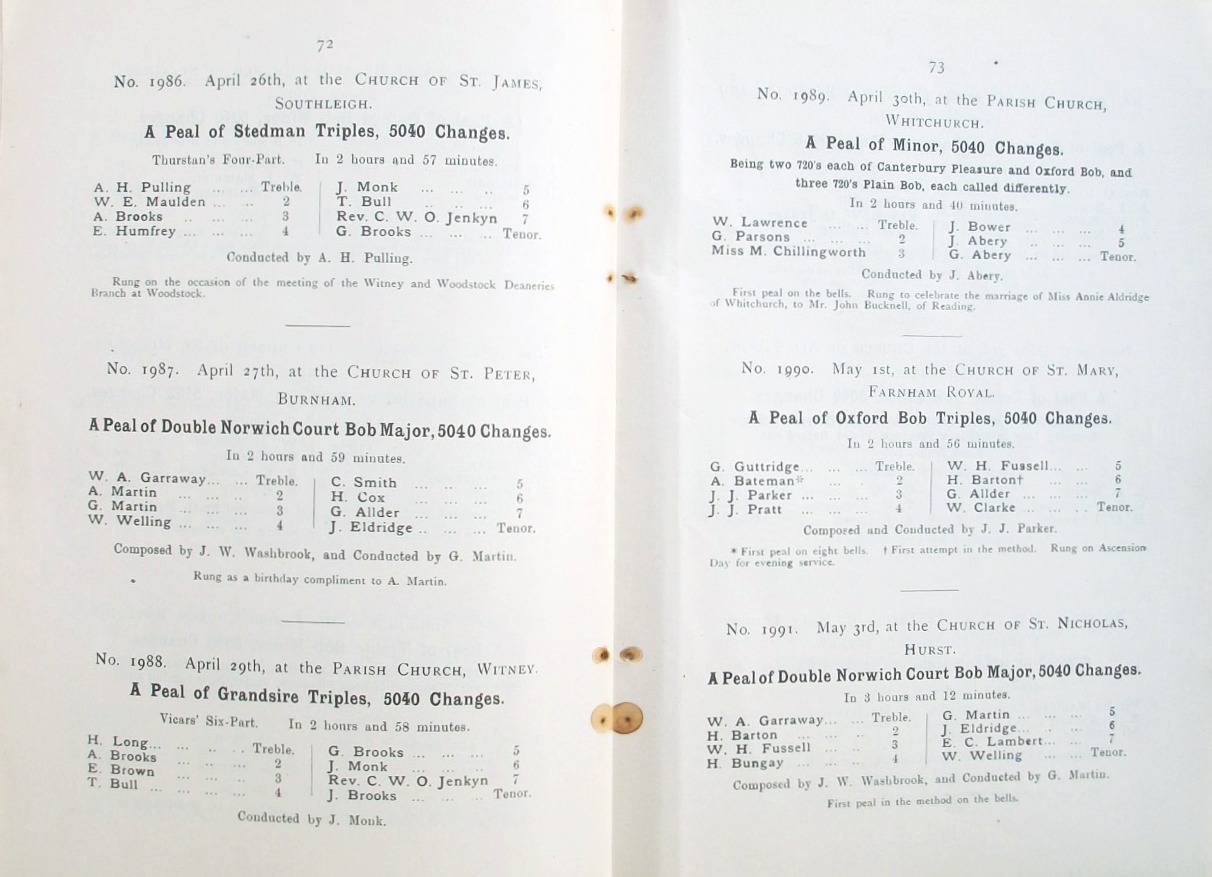 72
No. 1986. April 26th, at the CHURCH OF ST. JAMES,
SOUTHLEIGH.
A Peal of Stedman Triples, 5040 Changes.
Thurstan's Four-Part. In 2 hours and 57 minutes.
A. H. Pulling ... ... Treble. J. Monk ... ... .. 5
W. E. Maulden ... ... 2 T. Bull .. ... ... 6
A. Brooks ... ... 3 Rev. C. W. O. Jenkyn 7
E. Humfrey ... ... ... 4 G. Brooks ... ... ... Tenor.
Conducted by A. H. Pulling.
Rung on the occasion of the meeting of the Witney and Woodstock Deaneries
Branch at Woodstock.
No. 1987. April 27th, at the CHURCH OF ST. PETER,
BURNHAM.
A Peal of Double Norwich Court Bob Major, 5040 Changes.
In 2 hours and 59 minutes.
W. A. Garraway... ... Treble. C. Smith ... ... ... 5
A. Martin ... ... ... 2 H. Cox ... ... ... 6
G. Martin ... ... ... 3 G. Allder ... ... ... 7
W. Welling ... ... ... 4 J. Eldridge .. ... ... Tenor.
Composed by J. W. Washbrook, and Conducted by G. Martin.
Rung as a birthday compliment to A. Martin.
No. 1988. April 29th, at the PARISH CHURCH, WITNEY.
A Peal of Grandsire Triples, 5040 Changes.
Vicars' Six-Part. In 2 hours and 58 minutes.
H. Long... ... .. . . Treble. G. Brooks ... ... ... 5
A. Brooks ... ... ... 2 J. Monk ... ... ... 6
E. Brown ... ... ... 3 Rev. C. W. O. Jenkyn 7
T. Bull ... ... ... ... 4 J. Brooks ... ... .. Tenor.
Conducted by J. Monk.
73
No. 1989. April 30th, at the PARISH CHURCH,
WHITCHURCH.
A Peal of Minor, 5040 Changes.
Being two 720's each of Canterbury Pleasure and Oxford Bob, and
three 720's Plain Bob, each called differently.
In 2 hours and 40 minutes.
W. Lawrence ... ... Treble. J. Bower ... ... ... 4
G. Parsons ... ... ... 2 J. Abery .. ... ... 5
Miss M. Chillingworth 3 G. Abery ... ... ... Tenor.
Conducted by J. Abery.
First peal on the bells. Rung to celebrate the marriage of Miss Annie Aldridge
of Whitchurch, to Mr. John Bucknell, of Reading.
No. 1990. May 1st, at the CHURCH OF ST. MARY,
FARNHAM ROYAL.
A Peal of Oxford Bob Triples, 5040 Changes.
In 2 hours and 56 minutes.
G. Guttridge... ... ... Treble. W. H. Fussell... ... 5
A. Bateman* ... . 2 H. Barton† ... ... 6
J. J. Parker ... ... ... 3 G. Allder ... ... ... 7
J. J. Pratt ... ... ... 4 W. Clarke ... ... . . Tenor.
Composed and Conducted by J. J. Parker.
* First peal on eight bells. † First attempt in the method. Rung on Ascension
Day for evening service.
No. 1991. May 3rd, at the CHURCH OF ST. NICHOLAS,
HURST.
A Peal of Double Norwich Court Bob Major, 5040 Changes.
In 3 hours and 12 minutes.
W. A. Garraway... ... Treble. G. Martin ... ... ... 5
H. Barton ... ... .. 2 J. Eldridge... . ... 6
W. H. Fussell ... ... 3 E. C. Lambert... ... 7
H. Bungay ... ... .. 4 W. Welling ... ... ... Tenor.
Composed by J. W. Washbrook, and Conducted by G. Martin.
First peal in the method on the bells.